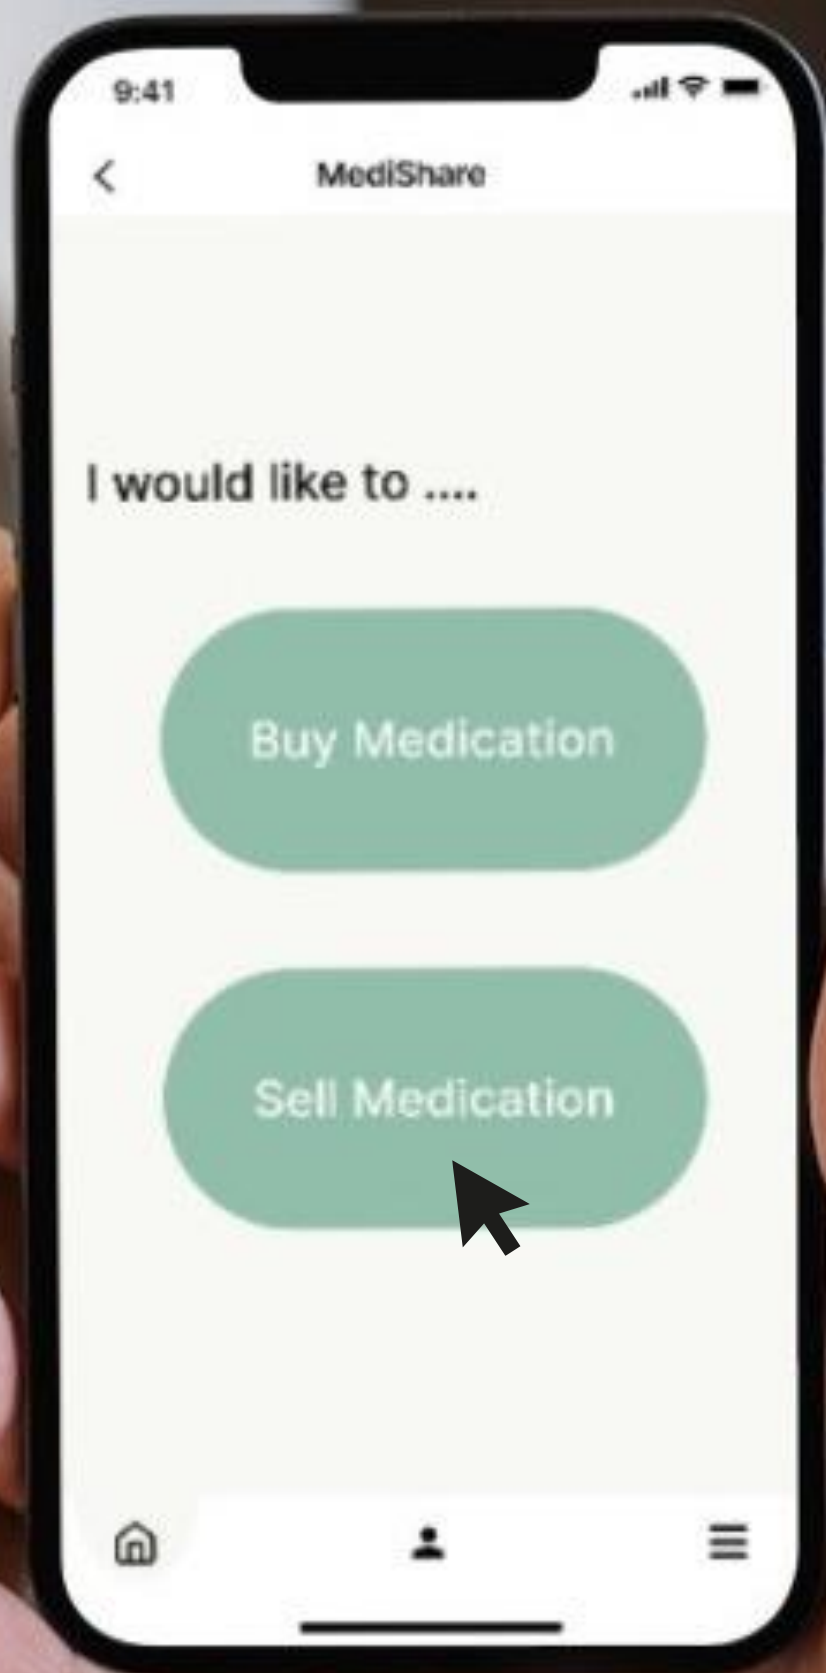 9:41
MediShare
I would like to ....
Buy Medication
Sell Medication